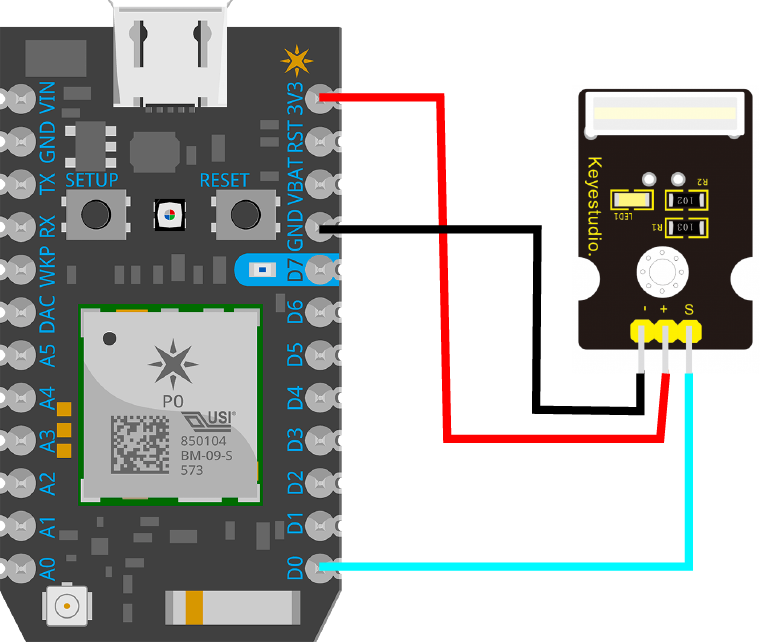 VIN
GND
TX
RX
WKP
DAC
A5
A4
A3
A2
A1
A0
SETUP
RESET
3V3
RST
VBAT
GND
D7
D6
D5
D4
D3
D2
D1
D0
P0
USI®
850104
BM-09-S
573
Keyestudio.
R2
102
LED1
R1
103
- + S